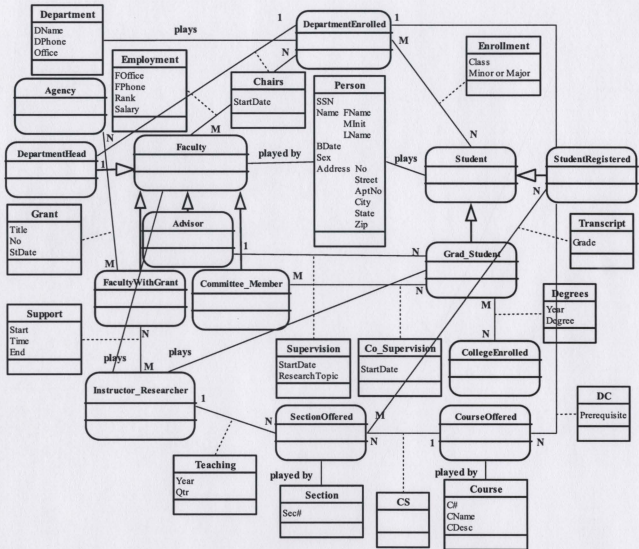 Department
DName
DPhone
Office
plays
1
DepartmentEnrolled
1
N
M
Enrollment
Class
Minor or Major
Employment
FOffice
FPhone
Rank
Salary
Chairs
StartDate
Person
SSN
Name FName
MInit
LName
BDate
Sex
Address No
Street
AptNo
City
State
Zip
Agency
N
M
N
DepartmentHead
1
Faculty
played by
plays
Student
StudentRegistered
N
Grant
Title
No
StDate
Advisor
1
N
Grad_Student
Transcript
Grade
M
FacultyWithGrant
Committee_Member
M
N
M
Degrees
Year
Degree
Support
Start
Time
End
N
plays
plays
M
Supervision
StartDate
ResearchTopic
Co_Supervision
StartDate
N
CollegeEnrolled
Instructor_Researcher
1
N
SectionOffered
M
N
CourseOffered
1
N
DC
Prerequisite
Teaching
Year
Qtr
played by
Section
Sec#
CS
played by
Course
C#
CName
CDesc